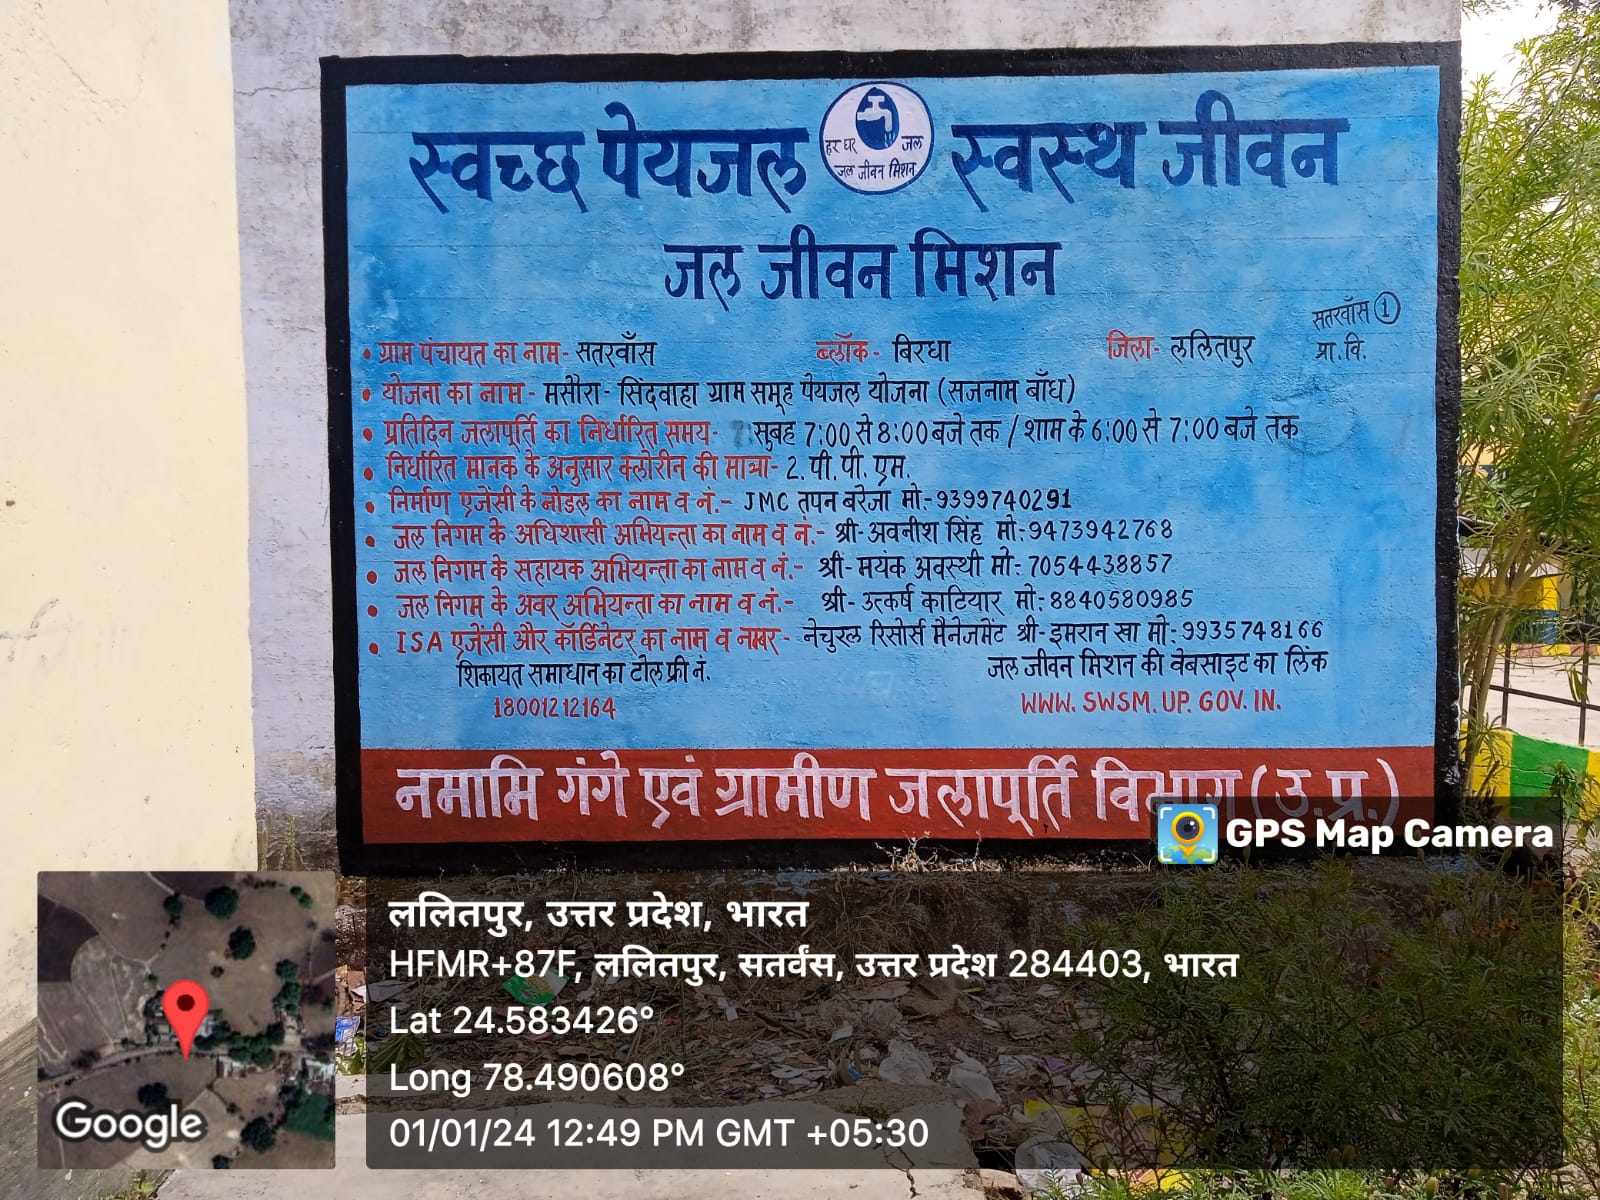 स्वच्छ पेयजल हर घर जल जल जीवन मिशन स्वस्थ जीवन
जल जीवन मिशन
सतरवाँस ①
प्रा. वि.
• ग्राम पंचायत का नाम- सतरवाँस ब्लॉक- बिरधा जिला- ललितपुर
• योजना का नाम - मसौरा- सिंदवाहा ग्राम समूह पेयजल योजना (सजनाम बाँध)
• प्रतिदिन जलापूर्ति का निर्धारित समय- सुबह 7:00 से 8:00 बजे तक / शाम के 6:00 से 7:00 बजे तक
• निर्धारित मानक के अनुसार क्लोरीन की मात्रा- 2. पी. पी. एम.
• निर्माण एजेंसी के नोडल का नाम व नं.- JMC तपन बरेजा मो-9399740291
• जल निगम के अधिशासी अभियन्ता का नाम व नं.- श्री- अवनीश सिंह मो:-9473942768
• जल निगम के सहायक अभियन्ता का नाम व नं.- श्री- मयंक अवस्थी मो- 7054438857
• जल निगम के अवर अभियन्ता का नाम व नं.- श्री- उत्कर्ष काटियार मो:- 8840580985
• ISA एजेंसी और कॉर्डिनेटर का नाम व नम्बर- नेचुरल रिसोर्स मैनेजमेंट श्री- इमरान खा मो:-9935748166
शिकायत समाधान का टोल फ्री नं. जल जीवन मिशन की वेबसाइट का लिंक
18001212164 WWW. SWSM. UP. GOV. IN.
नमामि गंगे एवं ग्रामीण जलापूर्ति विभाग (उ.प्र.)
GPS Map Camera
ललितपुर, उत्तर प्रदेश, भारत
HFMR+87F, ललितपुर, सतर्वंस, उत्तर प्रदेश 284403, भारत
Lat 24.583426°
Long 78.490608°
01/01/24 12:49 PM GMT +05:30
Google